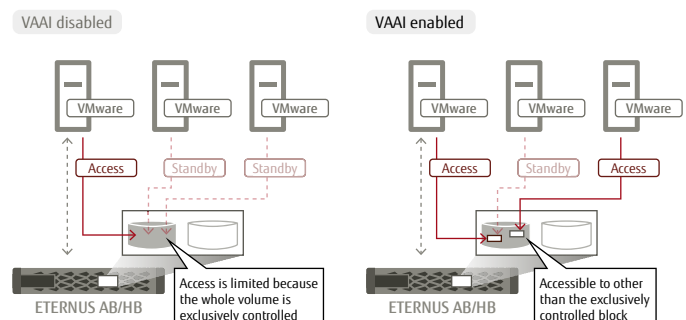 VAAI disabled
VMware
VMware
VMware
Access
Standby
Standby
Access is limited because
the whole volume is
exclusively controlled
ETERNUS AB/HB
VAAI enabled
VMware
VMware
VMware
Access
Standby
Access
Accessible to other
than the exclusively
controlled block
ETERNUS AB/HB